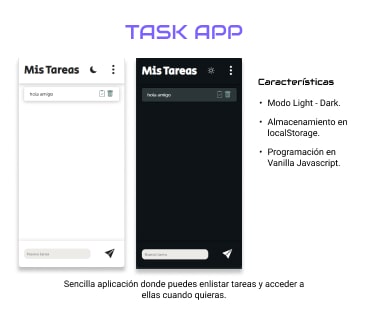 TASK APP
Mis Tareas
hola amigo
Nueva tarea
Mis Tareas
hola amigo
Nueva tarea
Características
• Modo Light - Dark.
• Almacenamiento en
localStorage.
• Programación en
Vanilla Javascript.
Sencilla aplicación donde puedes enlistar tareas y acceder a
ellas cuando quieras.